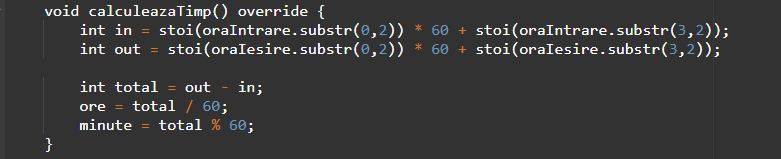 void calculeazaTimp() override {
int in = stoi(oraIntrare.substr(0,2)) * 60 + stoi(oraIntrare.substr(3,2));
int out = stoi(oraIesire.substr(0,2)) * 60 + stoi(oraIesire.substr(3,2));
int total = out - in;
ore = total / 60;
minute = total % 60;
}